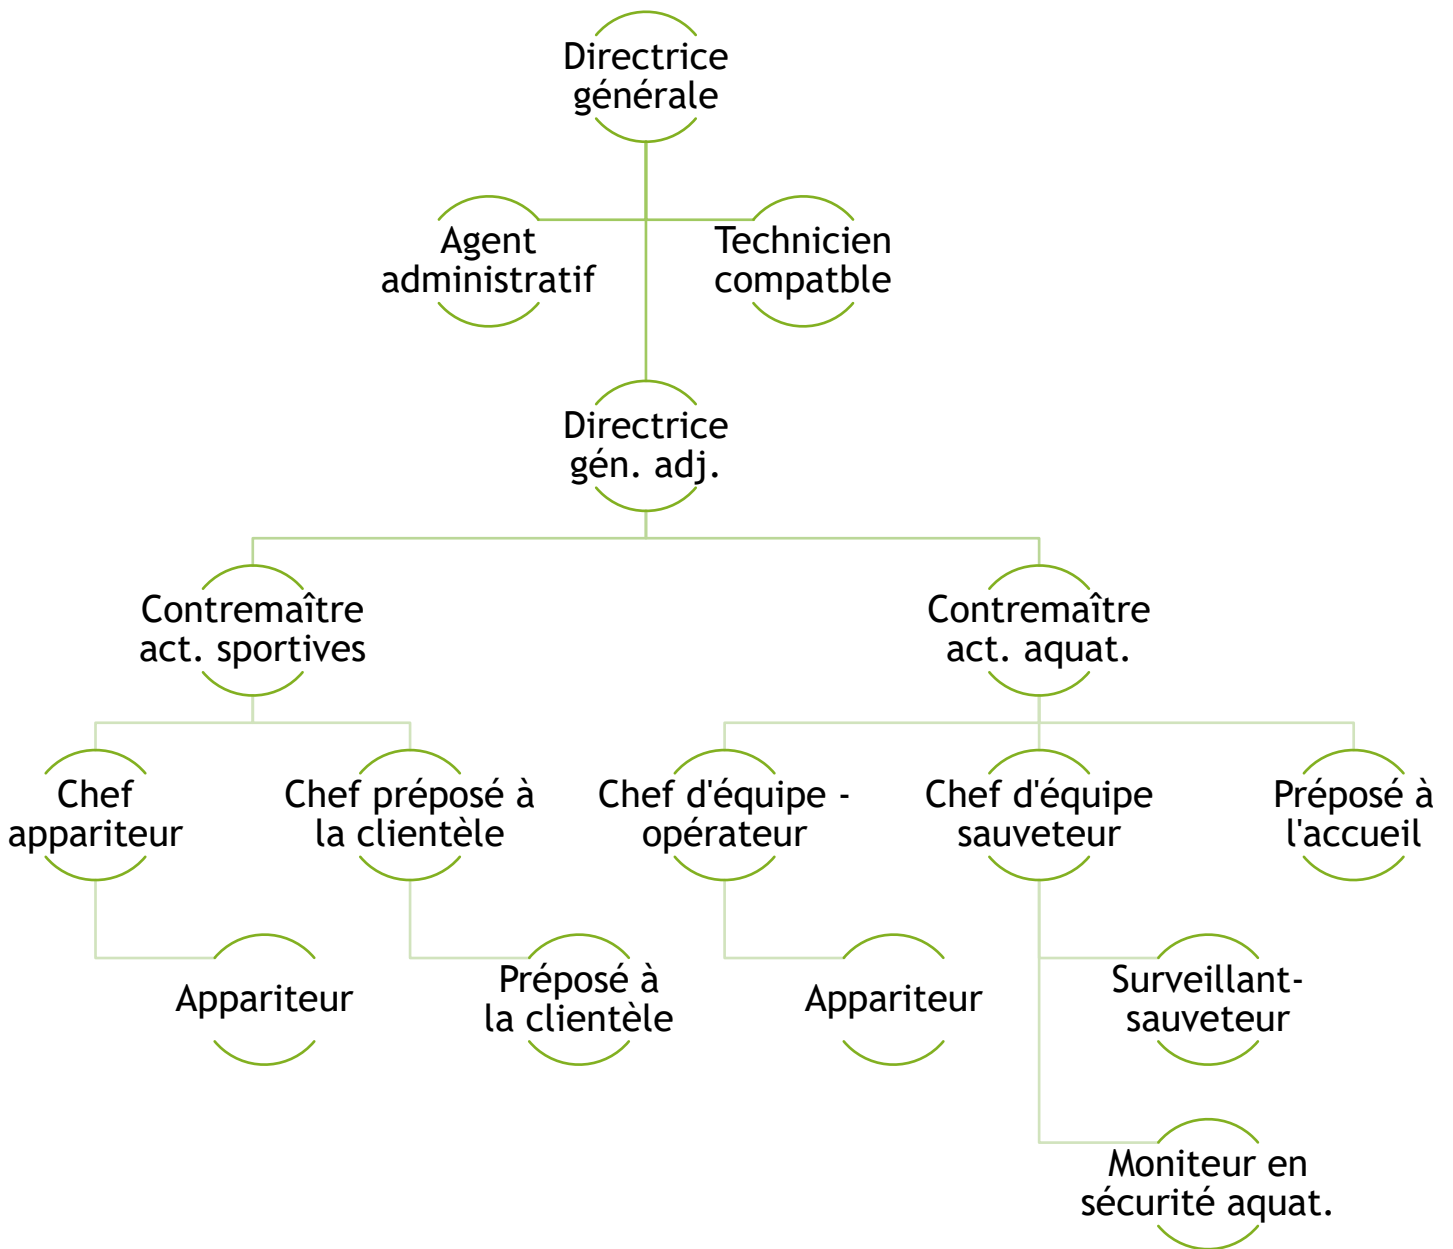 Directrice
générale
Agent
administratif
Technicien
compatble
Directrice
gén. adj.
Contremaître
act. sportives
Contremaître
act. aquat.
Chef
appariteur
Chef préposé à
la clientèle
Chef d'équipe -
opérateur
Chef d'équipe
sauveteur
Préposé à
l'accueil
Appariteur
Préposé à
la clientèle
Appariteur
Surveillant-
sauveteur
Moniteur en
sécurité aquat.